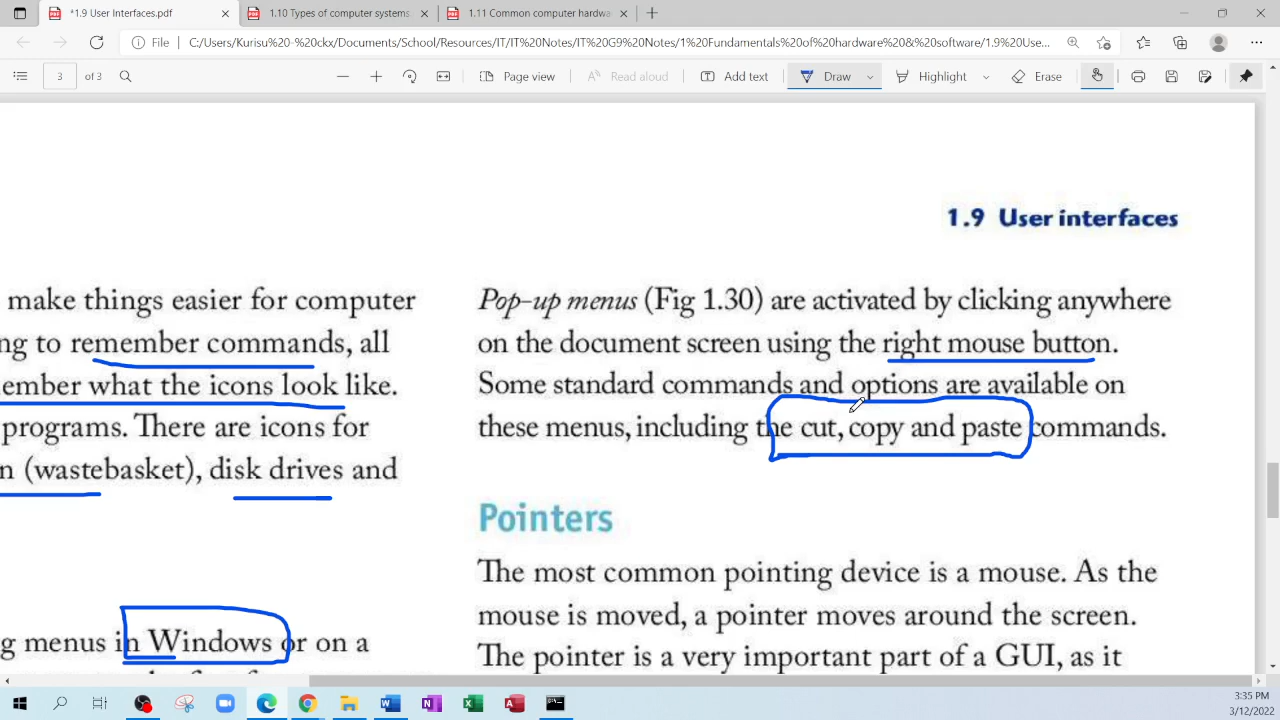 *1.9 User Interfaces.pdf
1.10 Types of computer systems
1.11 Common computer hardwa
File
C:/Users/Kurisu%20-%20ckx/Documents/School/Resources/IT/IT%20Notes/IT%20G9%20Notes/1%20Fundamentals%20of%20hardware%20&%20software/1.9%20Use...
3
of 3
Page view
Read aloud
Add text
Draw
Highlight
Erase
1.9 User interfaces
make things easier for computer
ng to remember commands, all
ember what the icons look like.
programs. There are icons for
n (wastebasket), disk drives and
g menus in Windows or on a
Pop-up menus (Fig 1.30) are activated by clicking anywhere
on the document screen using the right mouse button.
Some standard commands and options are available on
these menus, including the cut, copy and paste commands.
Pointers
The most common pointing device is a mouse. As the
mouse is moved, a pointer moves around the screen.
The pointer is a very important part of a GUI, as it
3:35 PM
3/12/2022